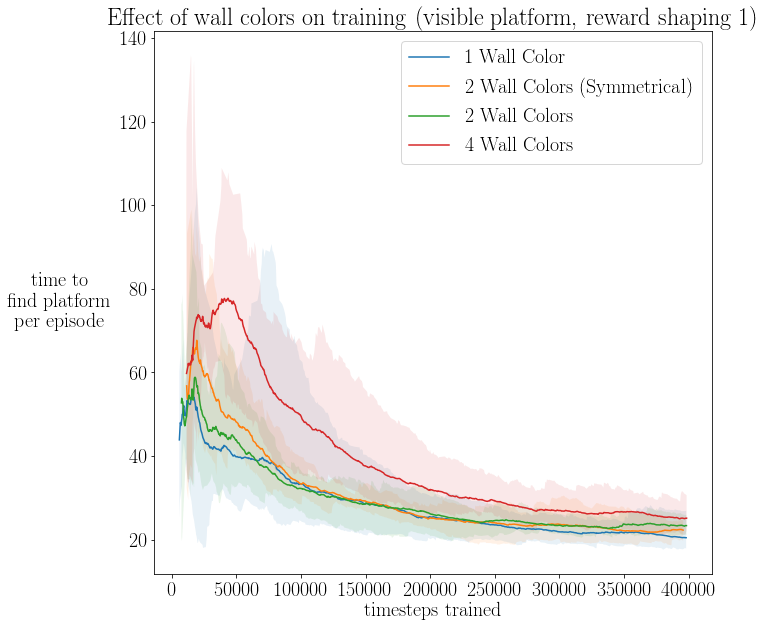 Effect of wall colors on training (visible platform, reward shaping 1)
140
120
100
80
60
40
20
time to
find platform
per episode
1 Wall Color
2 Wall Colors (Symmetrical)
2 Wall Colors
4 Wall Colors
0 50000 100000 150000 200000 250000 300000 350000 400000
timesteps trained